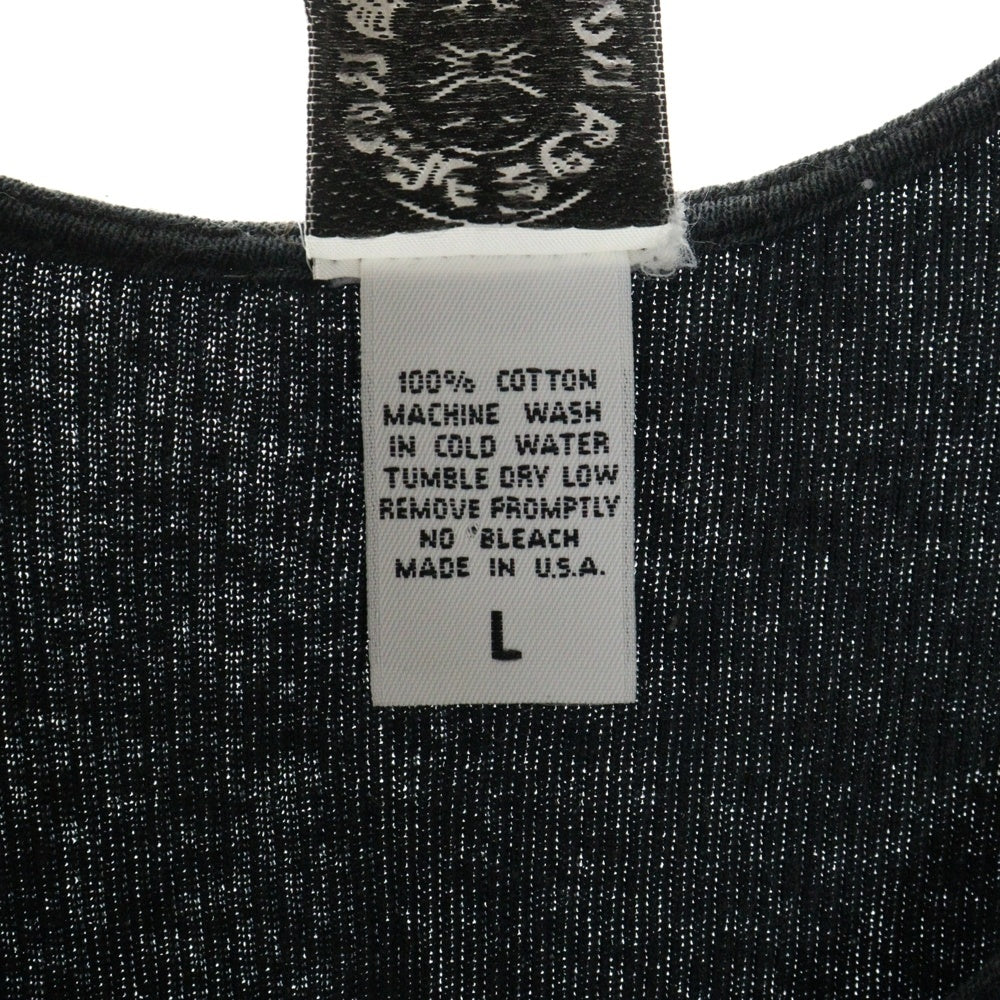 100% COTTON
MACHINE WASH
IN COLD WATER
TUMBLE DRY LOW
REMOVE PROMPTLY
NO BLEACH
MADE IN U.S.A.
L